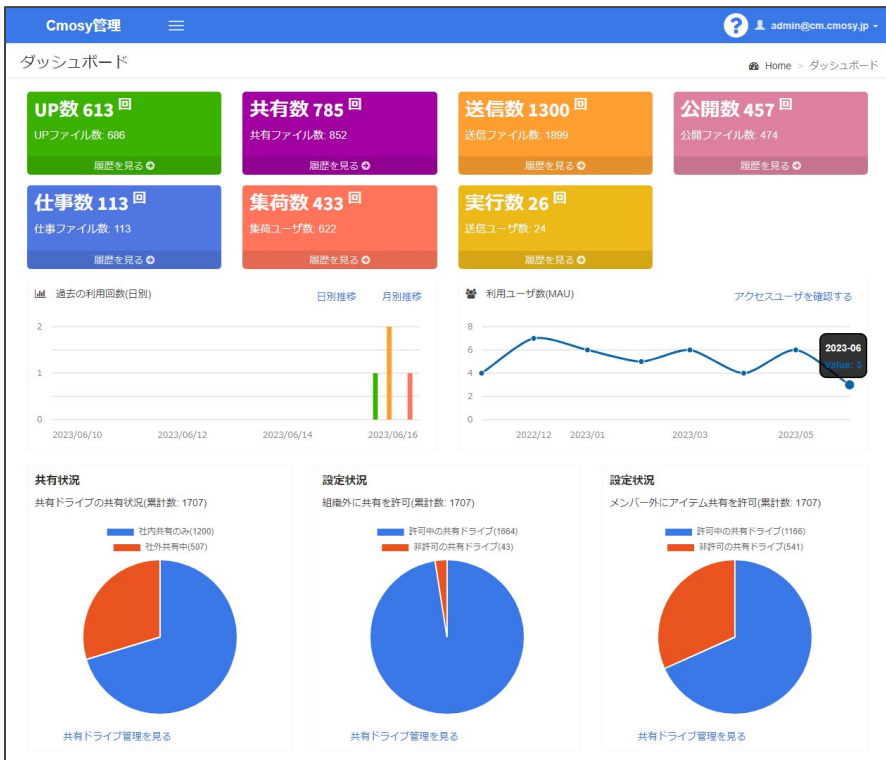 Cmosy管理
? admin@cm.cmosy.jp
ダッシュボード
Home > ダッシュボード
UP数 613 回
UPファイル数: 686
履歴を見る
共有数 785 回
共有ファイル数: 852
履歴を見る
送信数 1300 回
送信ファイル数: 1899
履歴を見る
公開数 457 回
公開ファイル数: 474
履歴を見る
仕事数 113 回
仕事ファイル数: 113
履歴を見る
集荷数 433 回
集荷ユーザ数: 622
履歴を見る
実行数 26 回
送信ユーザ数: 24
履歴を見る
過去の利用回数(日別)
日別推移 月別推移
2
1
0
2023/06/10 2023/06/12 2023/06/14 2023/06/16
利用ユーザ数(MAU)
アクセスユーザを確認する
8
6
4
2
0
2023-06
Value: 3
2022/12 2023/01 2023/03 2023/05
共有状況
共有ドライブの共有状況(累計数: 1707)
社内共有のみ(1200)
社外共有中(507)
共有ドライブ管理を見る
設定状況
組織外に共有を許可(累計数: 1707)
許可中の共有ドライブ(1664)
非許可の共有ドライブ(43)
共有ドライブ管理を見る
設定状況
メンバー外にアイテム共有を許可(累計数: 1707)
許可中の共有ドライブ(1166)
非許可の共有ドライブ(541)
共有ドライブ管理を見る